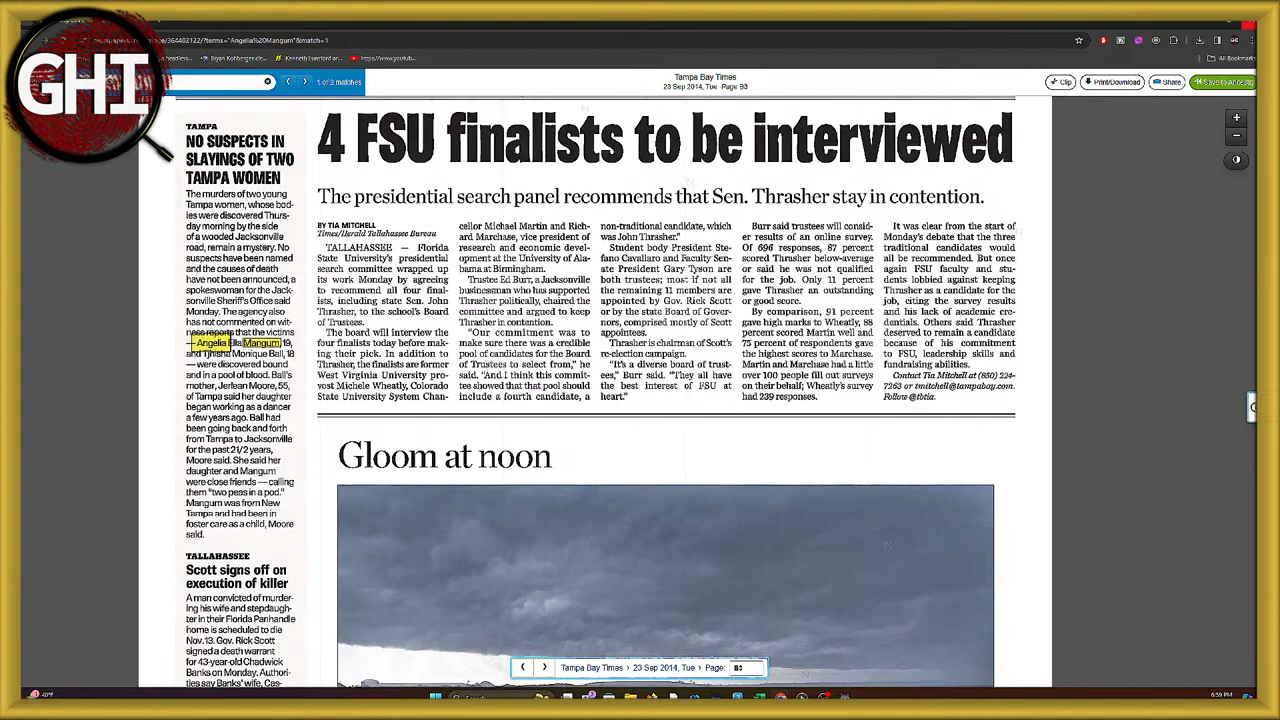 GHI
364402122/?terms="Angelia%20Mangum"&match=1
Bryan Kohberger cle...
Kenneth Lunsford ar...
https://www.youtub...
All Bookmarks
1 of 2 matches
Tampa Bay Times
23 Sep 2014, Tue · Page B3
Clip
Print/Download
Share
Save to Ancestry
TAMPA
NO SUSPECTS IN
SLAYINGS OF TWO
TAMPA WOMEN
The murders of two young
Tampa women, whose bod-
ies were discovered Thurs-
day morning by the side
of a wooded Jacksonville
road, remain a mystery. No
suspects have been named
and the causes of death
have not been announced, a
spokeswoman for the Jack-
sonville Sheriff's Office said
Monday. The agency also
has not commented on wit-
ness reports that the victims
— Angelia Ella Mangum, 19,
and Tjhisha Monique Ball, 18
— were discovered bound
and in a pool of blood. Ball's
mother, Jerlean Moore, 55,
of Tampa said her daughter
began working as a dancer
a few years ago. Ball had
been going back and forth
from Tampa to Jacksonville
for the past 2 1/2 years,
Moore said. She said her
daughter and Mangum
were close friends — calling
them "two peas in a pod."
Mangum was from New
Tampa and had been in
foster care as a child, Moore
said.
TALLAHASSEE
Scott signs off on
execution of killer
A man convicted of murder-
ing his wife and stepdaugh-
ter in their Florida Panhandle
home is scheduled to die
Nov. 13. Gov. Rick Scott
signed a death warrant
for 43-year-old Chadwick
Banks on Monday. Authori-
ties say Banks' wife, Cas-
4 FSU finalists to be interviewed
The presidential search panel recommends that Sen. Thrasher stay in contention.
BY TIA MITCHELL
Times/Herald Tallahassee Bureau
TALLAHASSEE — Florida
State University's presidential
search committee wrapped up
its work Monday by agreeing
to recommend all four final-
ists, including state Sen. John
Thrasher, to the school's Board
of Trustees.
The board will interview the
four finalists today before mak-
ing their pick. In addition to
Thrasher, the finalists are former
West Virginia University pro-
vost Michele Wheatly, Colorado
State University System Chan-
cellor Michael Martin and Rich-
ard Marchase, vice president of
research and economic devel-
opment at the University of Ala-
bama at Birmingham.
Trustee Ed Burr, a Jacksonville
businessman who has supported
Thrasher politically, chaired the
committee and argued to keep
Thrasher in contention.
"Our commitment was to
make sure there was a credible
pool of candidates for the Board
of Trustees to select from," he
said. "And I think this commit-
tee showed that that pool should
include a fourth candidate, a
non-traditional candidate, which
was John Thrasher."
Student body President Ste-
fano Cavallaro and Faculty Sen-
ate President Gary Tyson are
both trustees; most if not all
the remaining 11 members are
appointed by Gov. Rick Scott
or by the state Board of Gover-
nors, comprised mostly of Scott
appointees.
Thrasher is chairman of Scott's
re-election campaign.
"It's a diverse board of trust-
ees," Burr said. "They all have
the best interest of FSU at
heart."
Burr said trustees will consid-
er results of an online survey.
Of 696 responses, 87 percent
scored Thrasher below-average
or said he was not qualified
for the job. Only 11 percent
gave Thrasher an outstanding
or good score.
By comparison, 91 percent
gave high marks to Wheatly, 88
percent scored Martin well and
75 percent of respondents gave
the highest scores to Marchase.
Martin and Marchase had a little
over 100 people fill out surveys
on their behalf; Wheatly's survey
had 239 responses.
It was clear from the start of
Monday's debate that the three
traditional candidates would
all be recommended. But once
again FSU faculty and stu-
dents lobbied against keeping
Thrasher as a candidate for the
job, citing the survey results
and his lack of academic cre-
dentials. Others said Thrasher
deserved to remain a candidate
because of his commitment
to FSU, leadership skills and
fundraising abilities.
Contact Tia Mitchell at (850) 224-
7263 or tmitchell@tampabay.com.
Follow @tbtia.
Gloom at noon
Tampa Bay Times › 23 Sep 2014, Tue › Page: B3
40°F
Search
6:59 PM